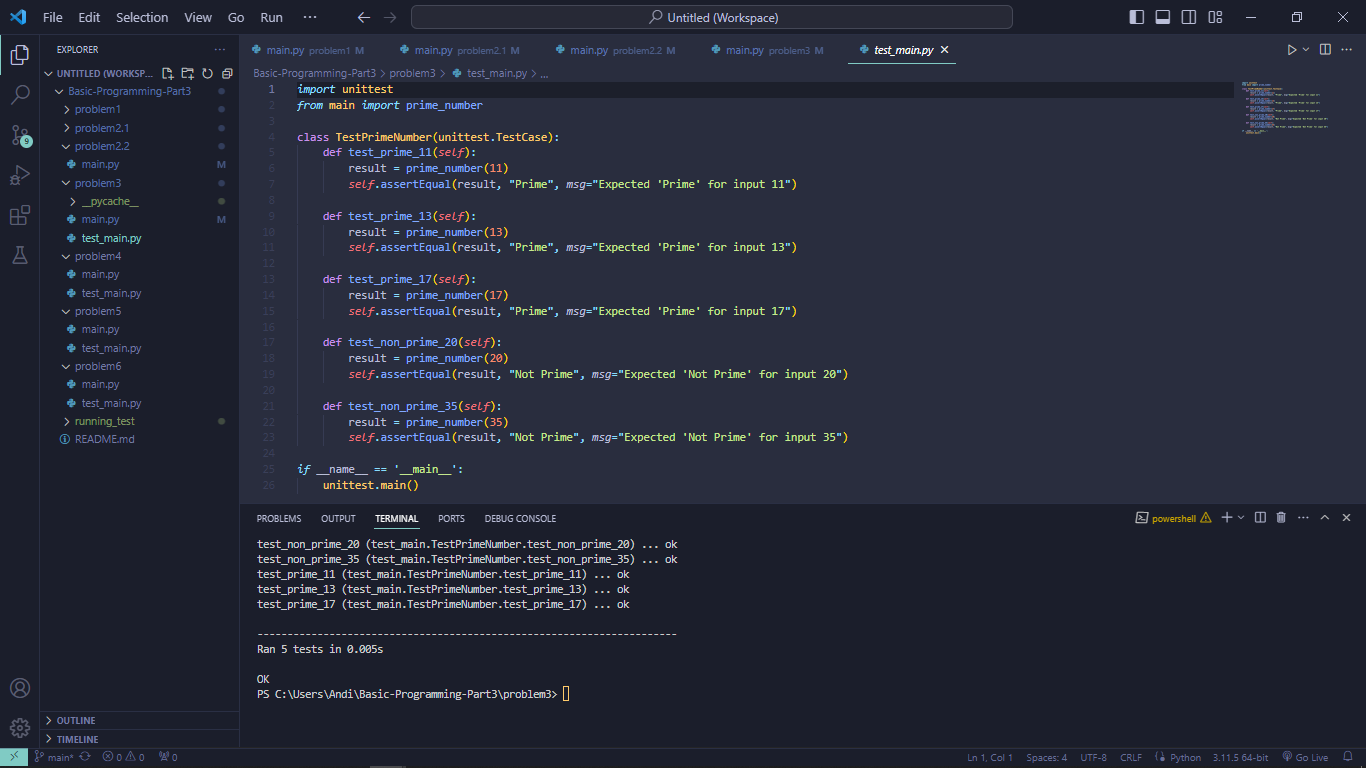 File Edit Selection View Go Run ··· Untitled (Workspace)
EXPLORER ···
UNTITLED (WORKSP...
Basic-Programming-Part3
problem1
problem2.1
problem2.2
main.py M
problem3
__pycache__
main.py M
test_main.py
problem4
main.py
test_main.py
problem5
main.py
test_main.py
problem6
main.py
test_main.py
running_test
README.md
OUTLINE
TIMELINE
9
main.py problem1 M main.py problem2.1 M main.py problem2.2 M main.py problem3 M test_main.py
Basic-Programming-Part3 > problem3 > test_main.py > ...
1 import unittest
2 from main import prime_number
3
4 class TestPrimeNumber(unittest.TestCase):
5 def test_prime_11(self):
6 result = prime_number(11)
7 self.assertEqual(result, "Prime", msg="Expected 'Prime' for input 11")
8
9 def test_prime_13(self):
10 result = prime_number(13)
11 self.assertEqual(result, "Prime", msg="Expected 'Prime' for input 13")
12
13 def test_prime_17(self):
14 result = prime_number(17)
15 self.assertEqual(result, "Prime", msg="Expected 'Prime' for input 17")
16
17 def test_non_prime_20(self):
18 result = prime_number(20)
19 self.assertEqual(result, "Not Prime", msg="Expected 'Not Prime' for input 20")
20
21 def test_non_prime_35(self):
22 result = prime_number(35)
23 self.assertEqual(result, "Not Prime", msg="Expected 'Not Prime' for input 35")
24
25 if __name__ == '__main__':
26 unittest.main()
PROBLEMS OUTPUT TERMINAL PORTS DEBUG CONSOLE powershell
test_non_prime_20 (test_main.TestPrimeNumber.test_non_prime_20) ... ok
test_non_prime_35 (test_main.TestPrimeNumber.test_non_prime_35) ... ok
test_prime_11 (test_main.TestPrimeNumber.test_prime_11) ... ok
test_prime_13 (test_main.TestPrimeNumber.test_prime_13) ... ok
test_prime_17 (test_main.TestPrimeNumber.test_prime_17) ... ok
----------------------------------------------------------------------
Ran 5 tests in 0.005s
OK
PS C:\Users\Andi\Basic-Programming-Part3\problem3>
main* 0 0 0 Ln 1, Col 1 Spaces: 4 UTF-8 CRLF Python 3.11.5 64-bit Go Live